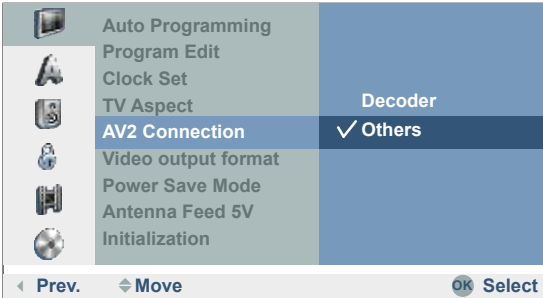 Auto Programming
Program Edit
Clock Set
TV Aspect
Decoder
AV2 Connection
Others
Video output format
Power Save Mode
Antenna Feed 5V
Initialization
Prev. Move OK Select